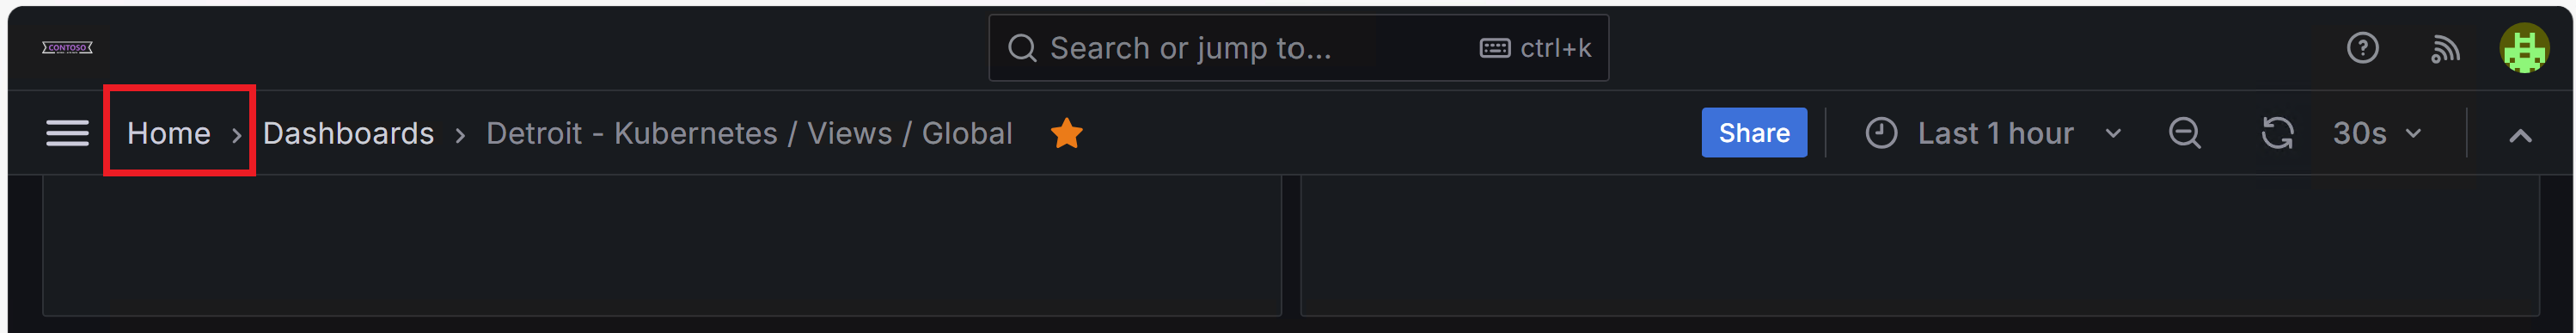 CONTOSO
Search or jump to... ctrl+k
Home › Dashboards › Detroit - Kubernetes / Views / Global Share Last 1 hour 30s